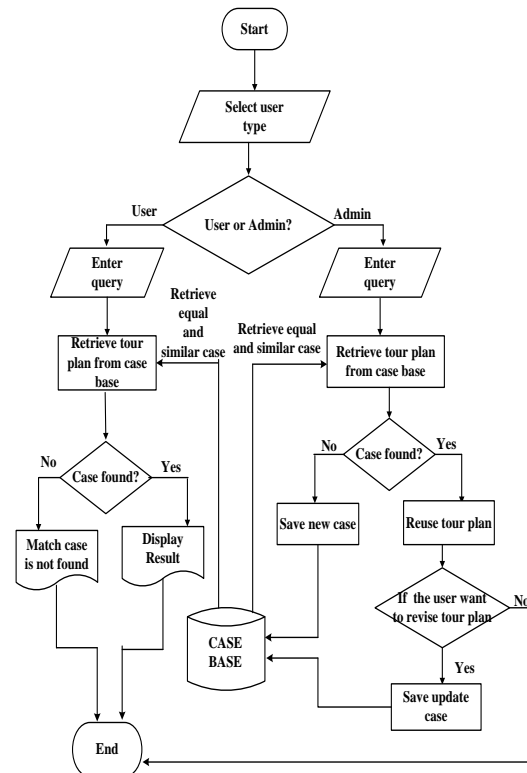 Start
Select user
type
User or Admin?
User
Admin
Enter
query
Enter
query
Retrieve
equal
and
similar case
Retrieve equal
and similar case
Retrieve tour
plan from case
base
Retrieve tour plan
from case base
Case found?
No
Yes
Case found?
No
Yes
Match case
is not found
Display
Result
Save new case
Reuse tour plan
If the user want
to revise tour plan
No
Yes
CASE
BASE
Save update
case
End